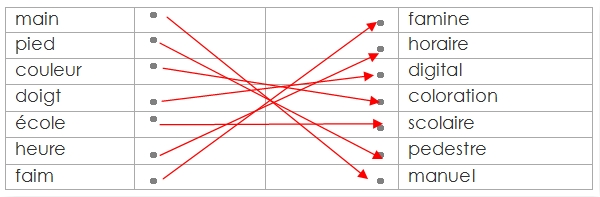 main famine
pied horaire
couleur digital
doigt coloration
école scolaire
heure pedestre
faim manuel